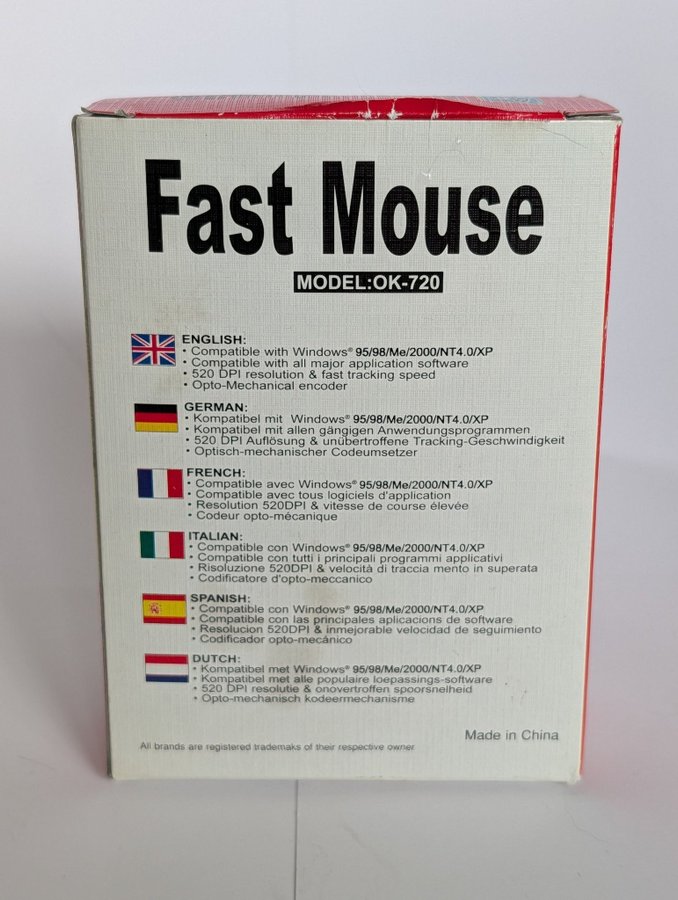 Fast Mouse
MODEL:OK-720
ENGLISH:
• Compatible with Windows® 95/98/Me/2000/NT4.0/XP
• Compatible with all major application software
• 520 DPI resolution & fast tracking speed
• Opto-Mechanical encoder
GERMAN:
• Kompatibel mit Windows® 95/98/Me/2000/NT4.0/XP
• Kompatibel mit allen gängigen Anwendungsprogrammen
• 520 DPI Auflösung & unübertroffene Tracking-Geschwindigkeit
• Optisch-mechanischer Codeumsetzer
FRENCH:
• Compatible avec Windows® 95/98/Me/2000/NT4.0/XP
• Compatible avec tous logiciels d'application
• Resolution 520DPI & vitesse de course élevée
• Codeur opto-mécanique
ITALIAN:
• Compatible con Windows® 95/98/Me/2000/NT4.0/XP
• Compatible con tutti i principali programmi applicativi
• Risoluzione 520DPI & velocità di traccia mento in superata
• Codificatore d'opto-meccanico
SPANISH:
• Compatible con Windows® 95/98/Me/2000/NT4.0/XP
• Compatible con las principales aplicacions de software
• Resolucion 520DPI & inmejorable velocidad de seguimiento
• Codificador opto-mecánico
DUTCH:
• Kompatibel met Windows® 95/98/Me/2000/NT4.0/XP
• Kompatibel met alle populaire loepassings-software
• 520 DPI resolutie & onovertroffen spoorsnelheid
• Opto-mechanisch kodeermechanisme
Made in China
All brands are registered trademaks of their respective owner